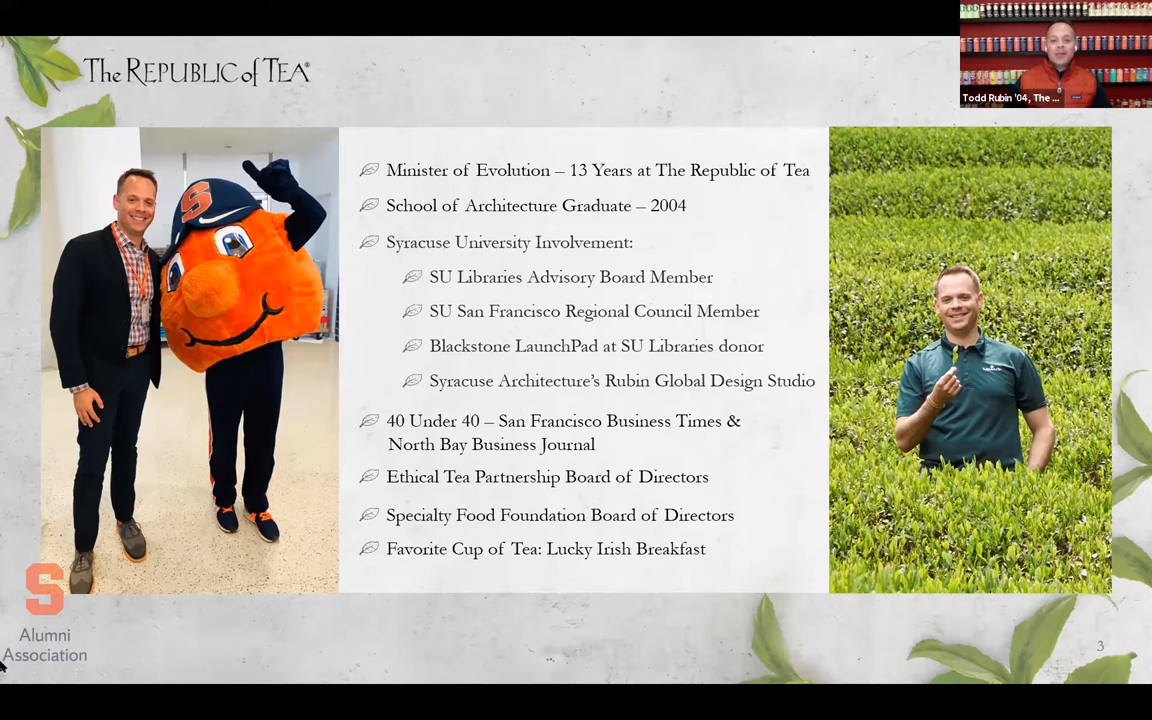 The REPUBLIC of TEA®
Todd Rubin '04, The ...
Minister of Evolution – 13 Years at The Republic of Tea
School of Architecture Graduate – 2004
Syracuse University Involvement:
SU Libraries Advisory Board Member
SU San Francisco Regional Council Member
Blackstone LaunchPad at SU Libraries donor
Syracuse Architecture's Rubin Global Design Studio
40 Under 40 – San Francisco Business Times &
North Bay Business Journal
Ethical Tea Partnership Board of Directors
Specialty Food Foundation Board of Directors
Favorite Cup of Tea: Lucky Irish Breakfast
S
S
Alumni
Association
3